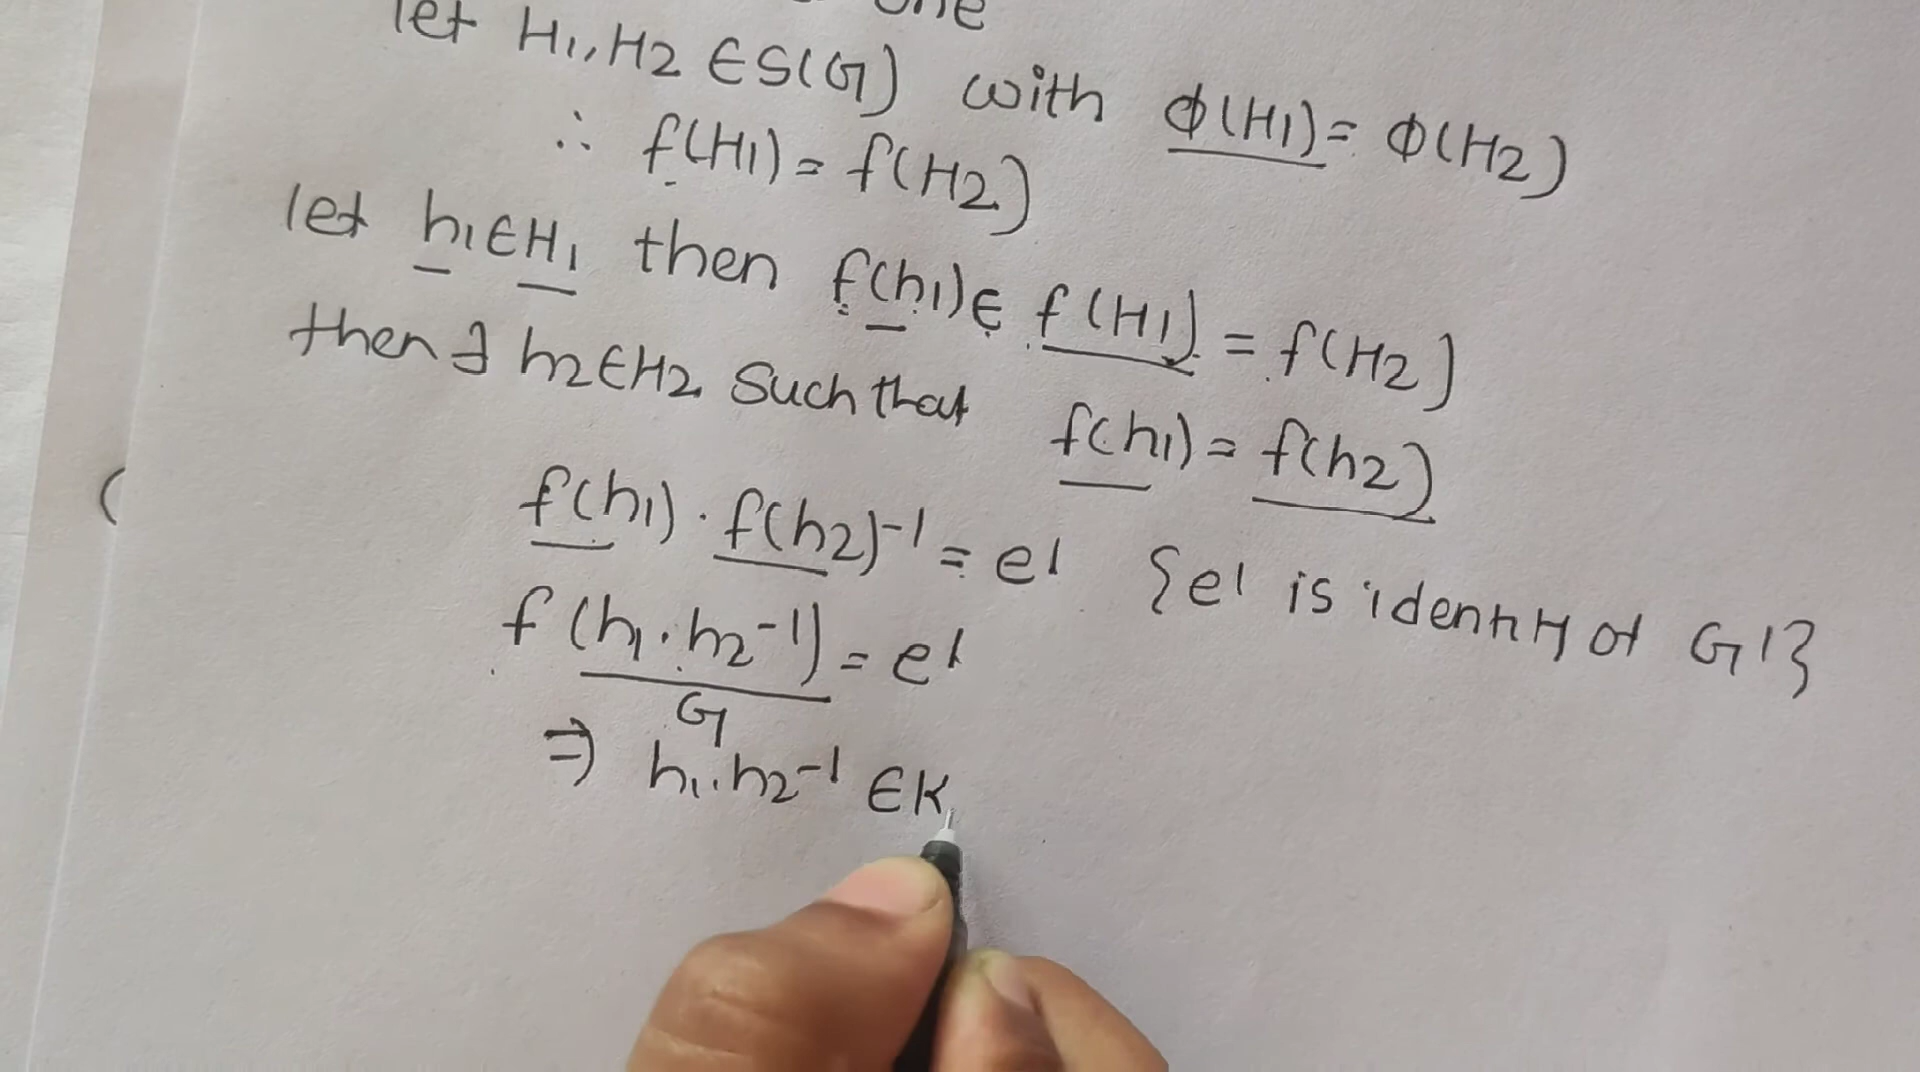 one
let H1, H2 ∈ S(G) with Φ(H1) = Φ(H2)
∴ f(H1) = f(H2)
let h1 ∈ H1 then f(h1) ∈ f(H1) = f(H2)
then ∃ h2 ∈ H2 such that f(h1) = f(h2)
f(h1) · f(h2)⁻¹ = e' {e' is identity of G'}
f(h1 · h2⁻¹) = e'
G
⇒ h1 · h2⁻¹ ∈ K